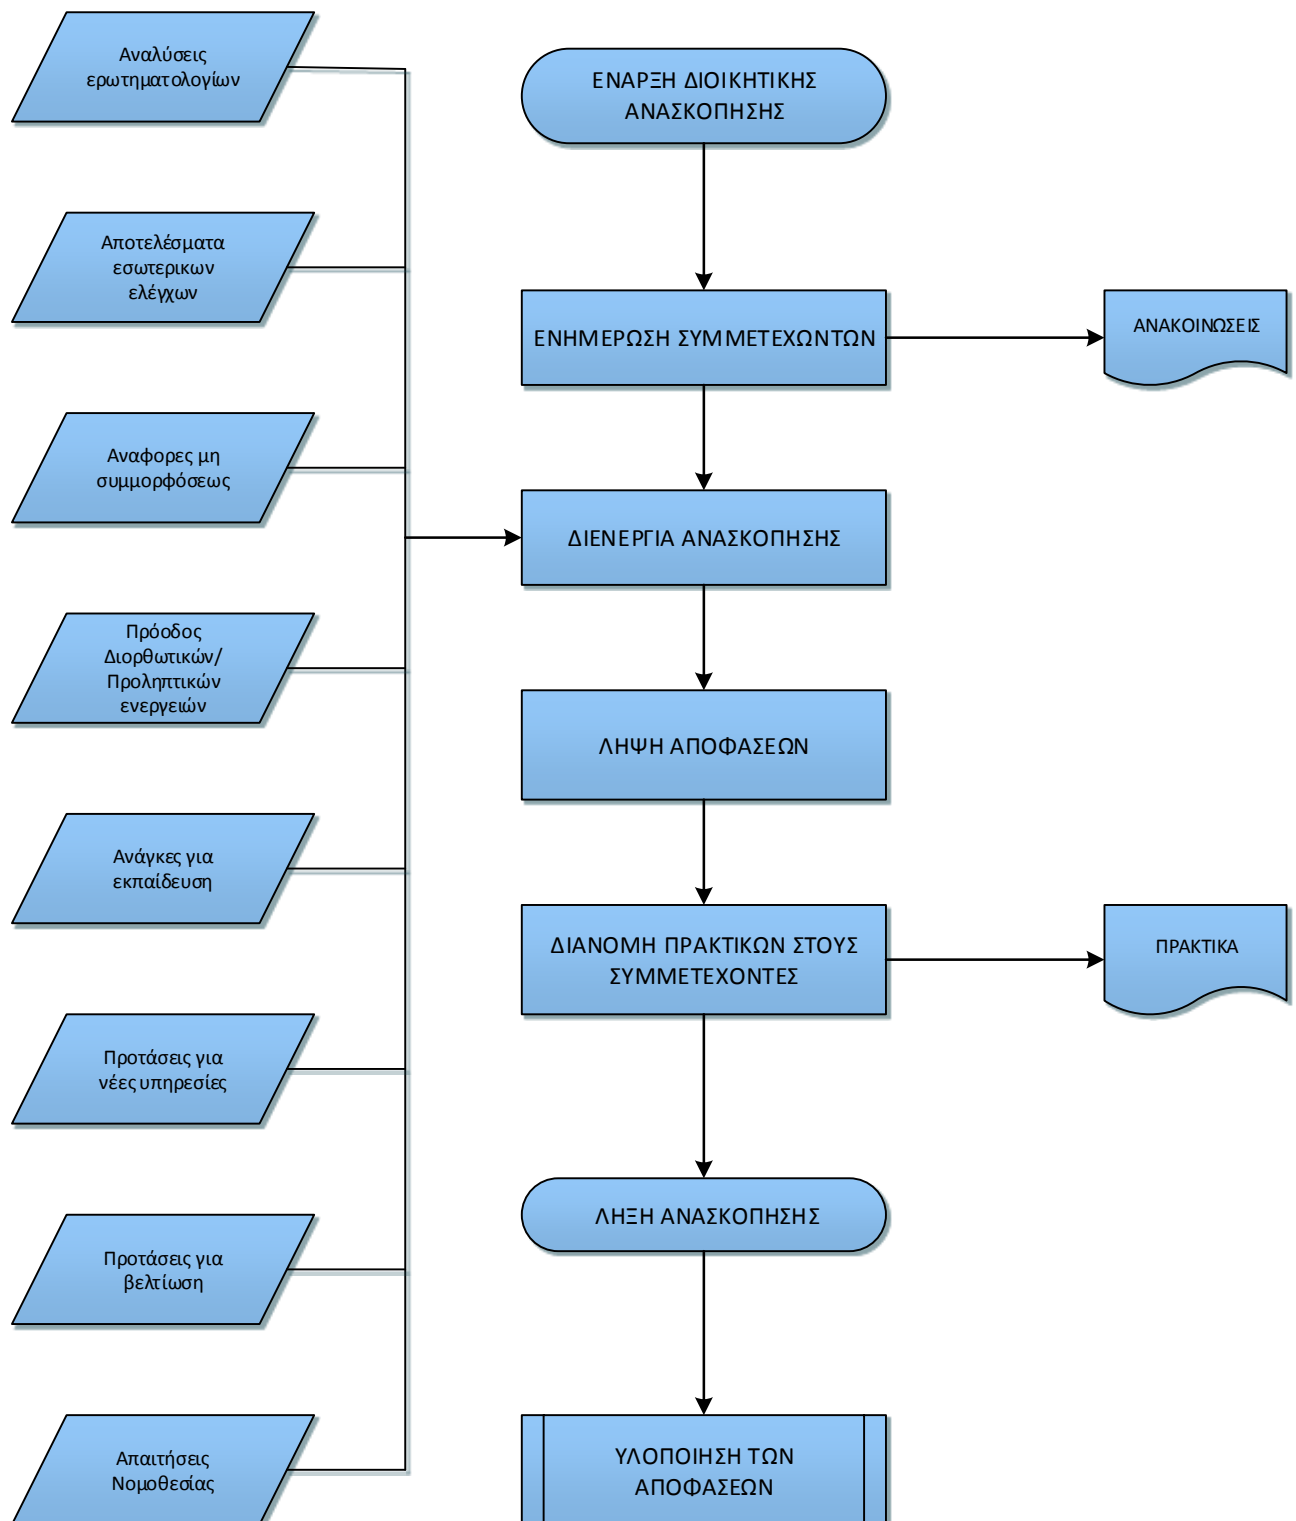 Αναλύσεις
ερωτηματολογίων
Αποτελέσματα
εσωτερικων
ελέγχων
Αναφορες μη
συμμορφόσεως
Πρόοδος
Διορθωτικών/
Προληπτικών
ενεργειών
Ανάγκες για
εκπαίδευση
Προτάσεις για
νέες υπηρεσίες
Προτάσεις για
βελτίωση
Απαιτήσεις
Νομοθεσίας
ΕΝΑΡΞΗ ΔΙΟΙΚΗΤΙΚΗΣ
ΑΝΑΣΚΟΠΗΣΗΣ
ΕΝΗΜΕΡΩΣΗ ΣΥΜΜΕΤΕΧΩΝΤΩΝ
ΑΝΑΚΟΙΝΩΣΕΙΣ
ΔΙΕΝΕΡΓΙΑ ΑΝΑΣΚΟΠΗΣΗΣ
ΛΗΨΗ ΑΠΟΦΑΣΕΩΝ
ΔΙΑΝΟΜΗ ΠΡΑΚΤΙΚΩΝ ΣΤΟΥΣ
ΣΥΜΜΕΤΕΧΟΝΤΕΣ
ΠΡΑΚΤΙΚΑ
ΛΗΞΗ ΑΝΑΣΚΟΠΗΣΗΣ
ΥΛΟΠΟΙΗΣΗ ΤΩΝ
ΑΠΟΦΑΣΕΩΝ